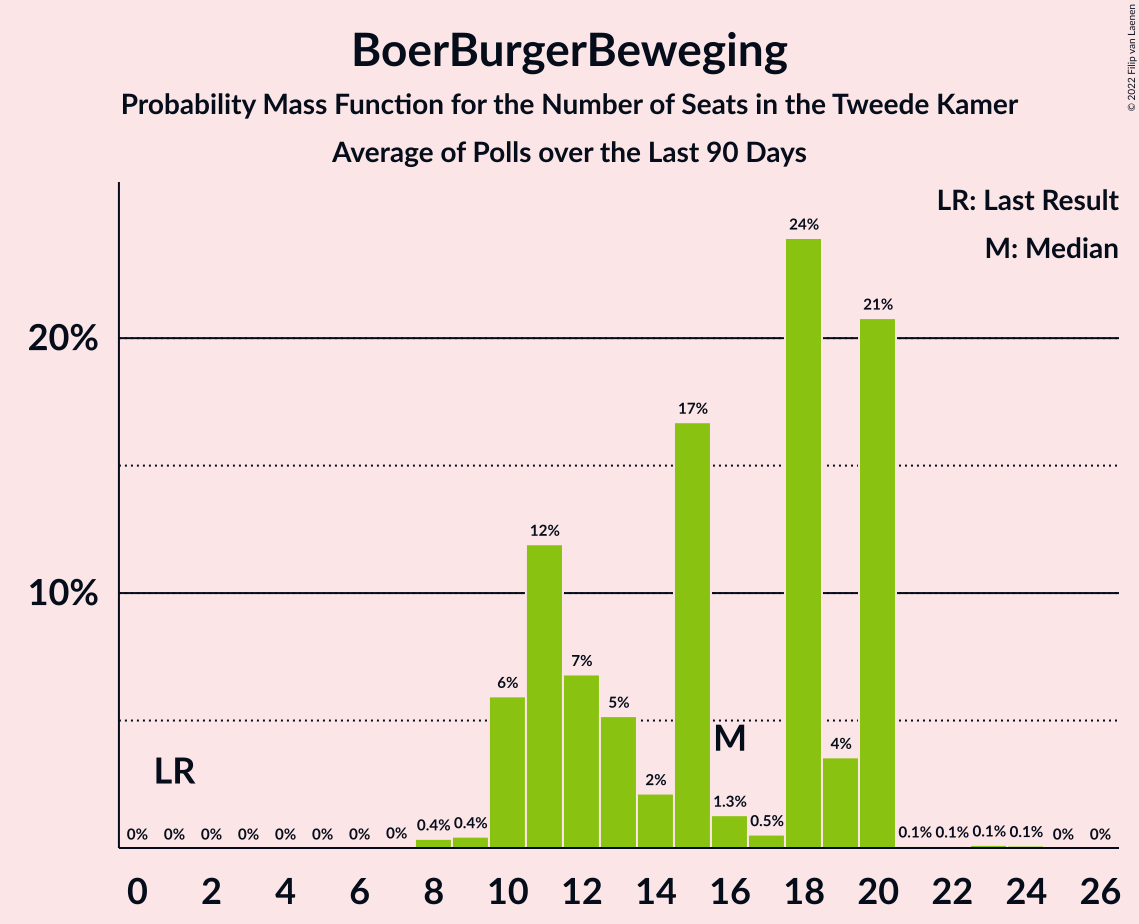 BoerBurgerBeweging
Probability Mass Function for the Number of Seats in the Tweede Kamer
Average of Polls over the Last 90 Days
© 2022 Filip van Laenen
LR: Last Result
M: Median
24%
21%
20%
17%
12%
10%
7%
6%
5%
M
4%
LR
2%
1.3%
0% 0% 0% 0% 0% 0% 0% 0% 0.4% 0.4% 0.5% 0.1% 0.1% 0.1% 0.1% 0% 0%
0 2 4 6 8 10 12 14 16 18 20 22 24 26